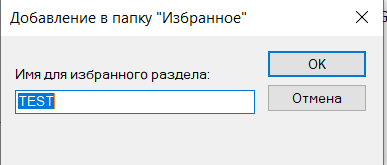 Добавление в папку "Избранное"
Имя для избранного раздела:
OK
TEST
Отмена